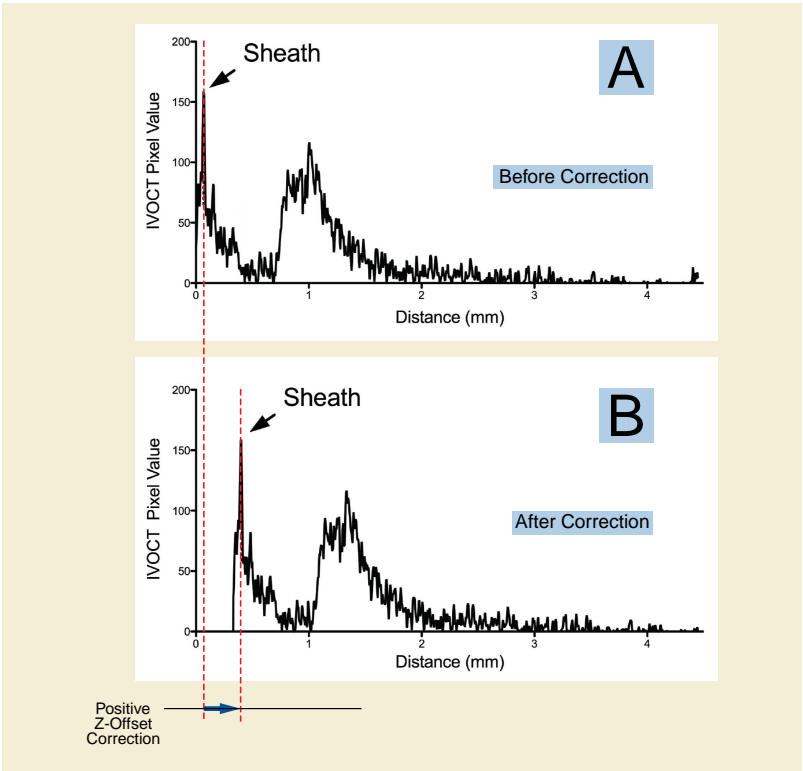 200
Sheath
A
150
IVOCT Pixel Value
100
Before Correction
50
0
0 1 2 3 4
Distance (mm)
200
Sheath
B
150
IVOCT Pixel Value
100
After Correction
50
0
0 1 2 3 4
Distance (mm)
Positive
Z-Offset
Correction